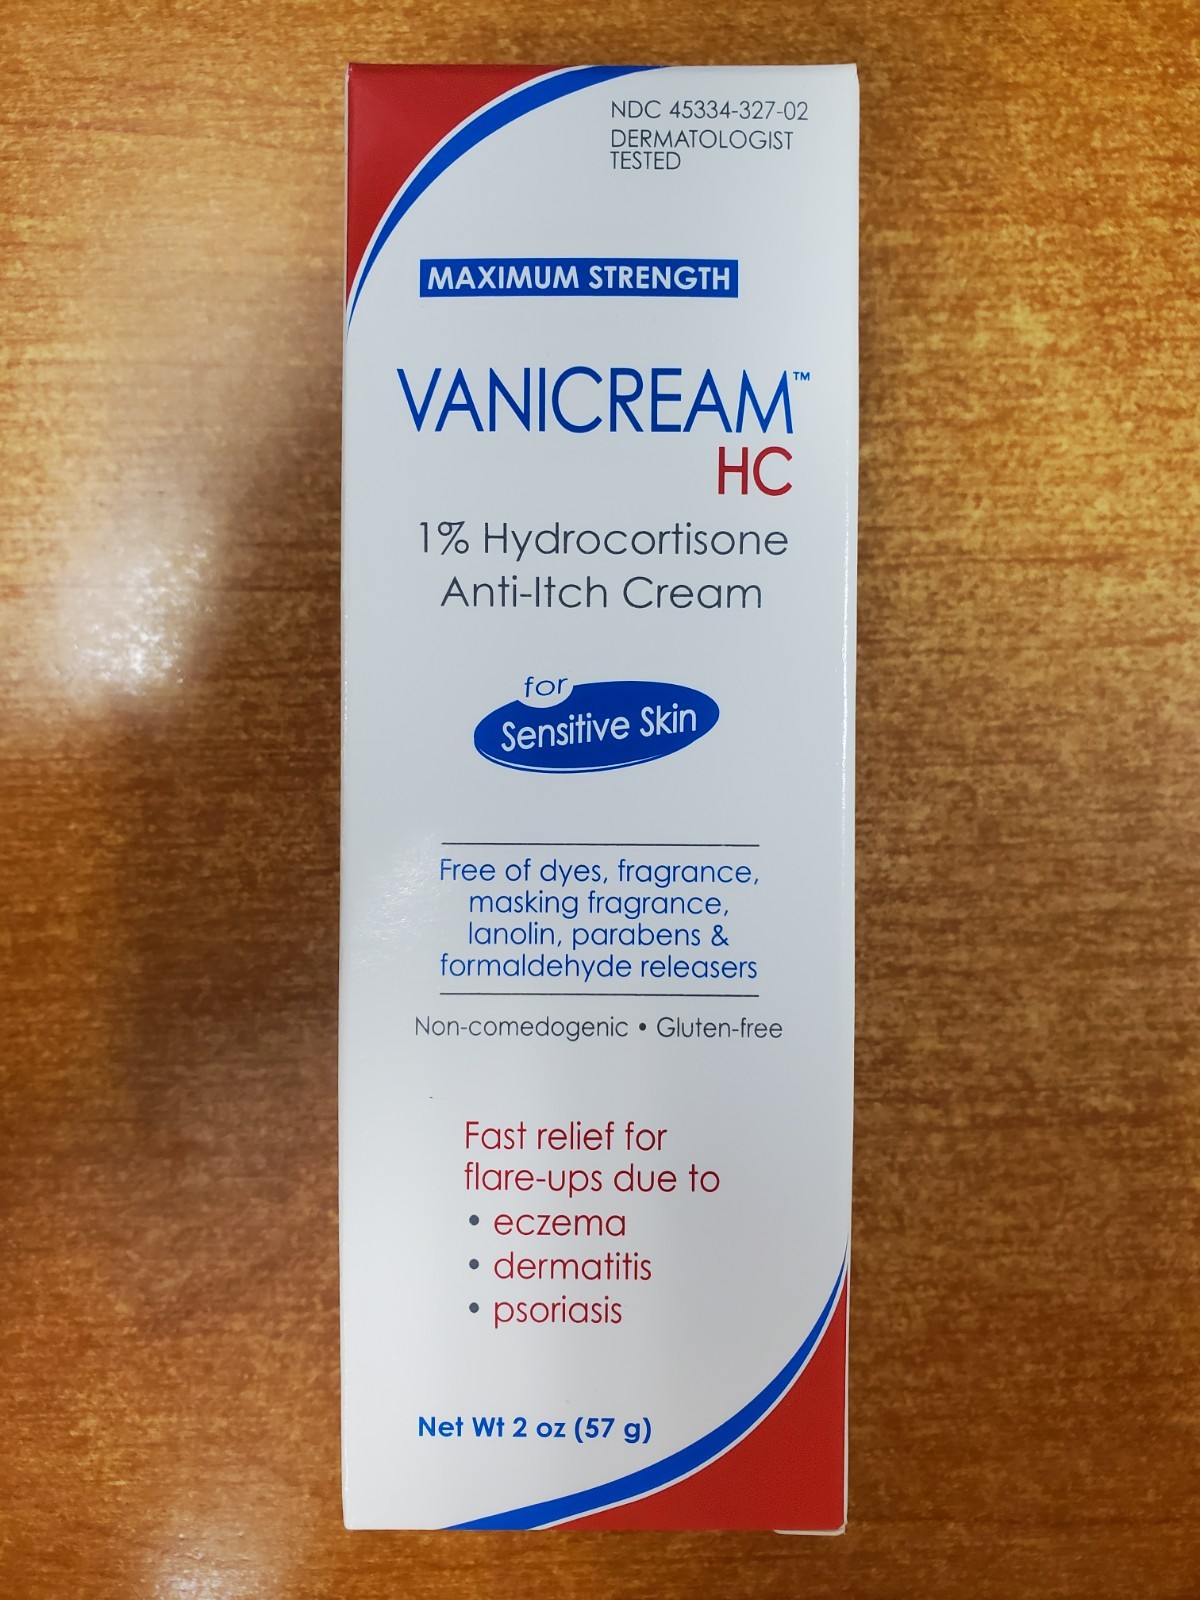 NDC 45334-327-02
DERMATOLOGIST
TESTED
MAXIMUM STRENGTH
VANICREAM™
HC
1% Hydrocortisone
Anti-Itch Cream
for
Sensitive Skin
Free of dyes, fragrance,
masking fragrance,
lanolin, parabens &
formaldehyde releasers
Non-comedogenic • Gluten-free
Fast relief for
flare-ups due to
• eczema
• dermatitis
• psoriasis
Net Wt 2 oz (57 g)